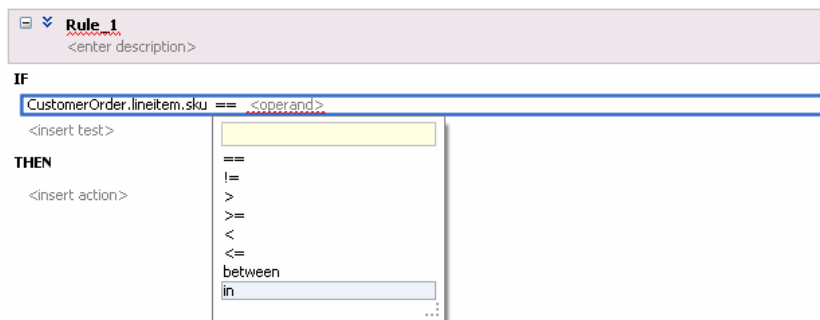 Rule_1
<enter description>
IF
CustomerOrder.lineitem.sku == <operand>
<insert test>
==
THEN
!=
<insert action>
>
>=
<
<=
between
in